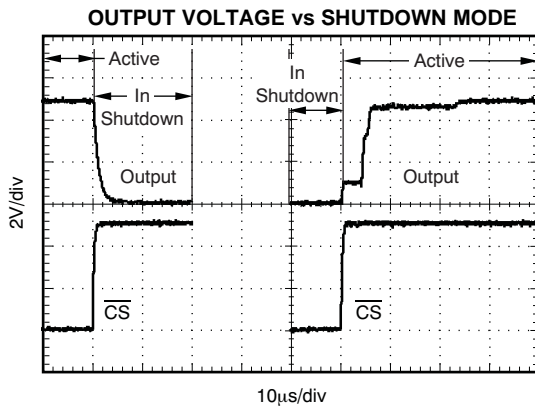 OUTPUT VOLTAGE vs SHUTDOWN MODE
Active
In
Shutdown
Output
CS
In
Shutdown
Active
Output
CS
2V/div
10μs/div